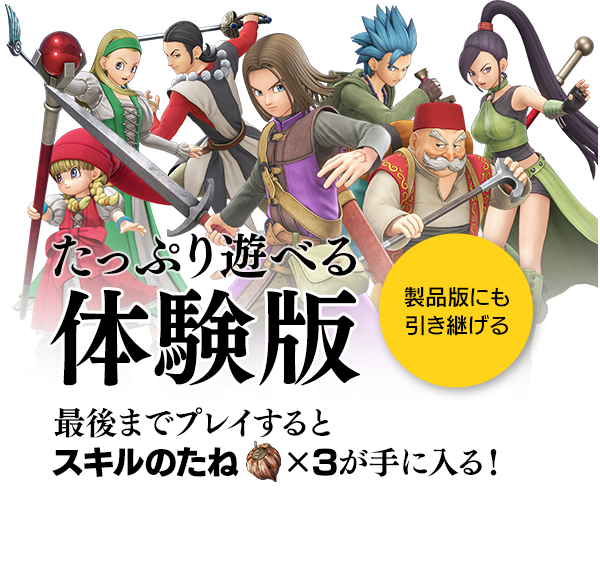 たっぷり遊べる
体験版
製品版にも
引き継げる
最後までプレイすると
スキルのたね×3が手に入る!